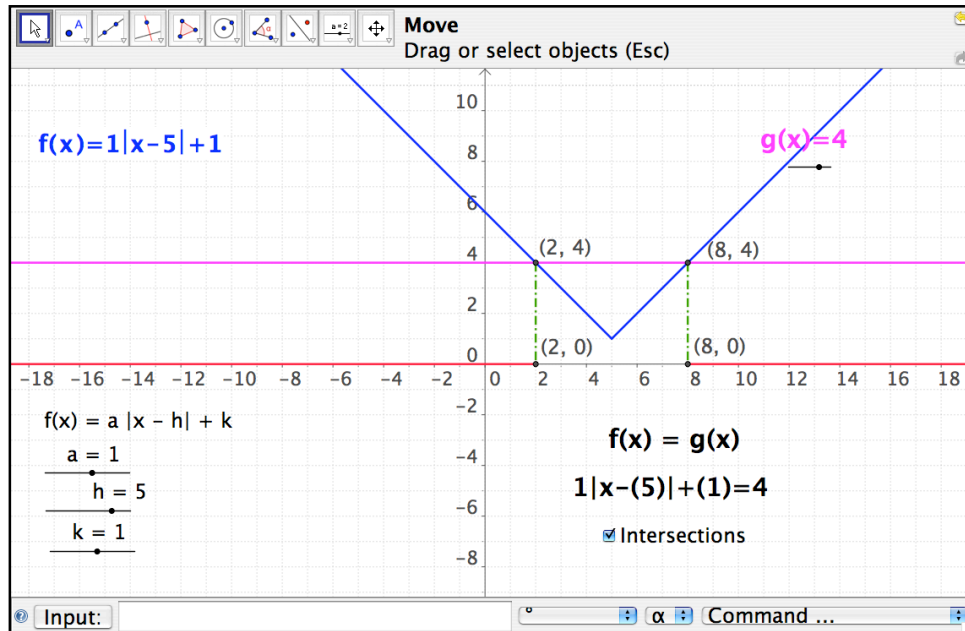 a = 2
A
α
Move
Drag or select objects (Esc)
f(x)=1|x-5|+1
g(x)=4
10
8
6
4
2
0
-2
-4
-6
-8
(2, 4)
(8, 4)
(2, 0)
(8, 0)
-18 -16 -14 -12 -10 -8 -6 -4 -2 0 2 4 6 8 10 12 14 16 18
f(x) = a |x - h| + k
a = 1
h = 5
k = 1
f(x) = g(x)
1|x-(5)|+(1)=4
Intersections
Input: ° α Command ...